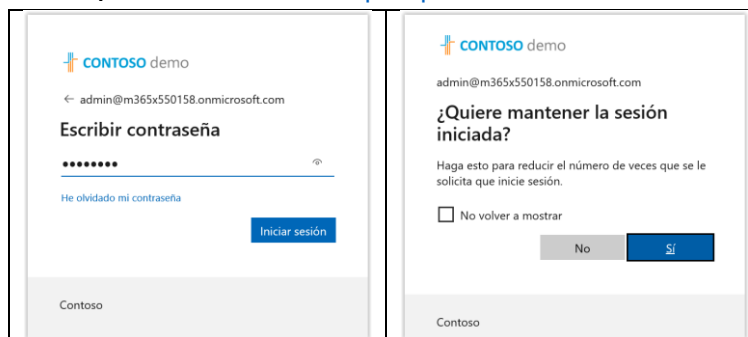 CONTOSO demo
← admin@m365x550158.onmicrosoft.com
Escribir contraseña
••••••••
He olvidado mi contraseña
Iniciar sesión
Contoso
CONTOSO demo
admin@m365x550158.onmicrosoft.com
¿Quiere mantener la sesión
iniciada?
Haga esto para reducir el número de veces que se le
solicita que inicie sesión.
No volver a mostrar
No
Sí
Contoso